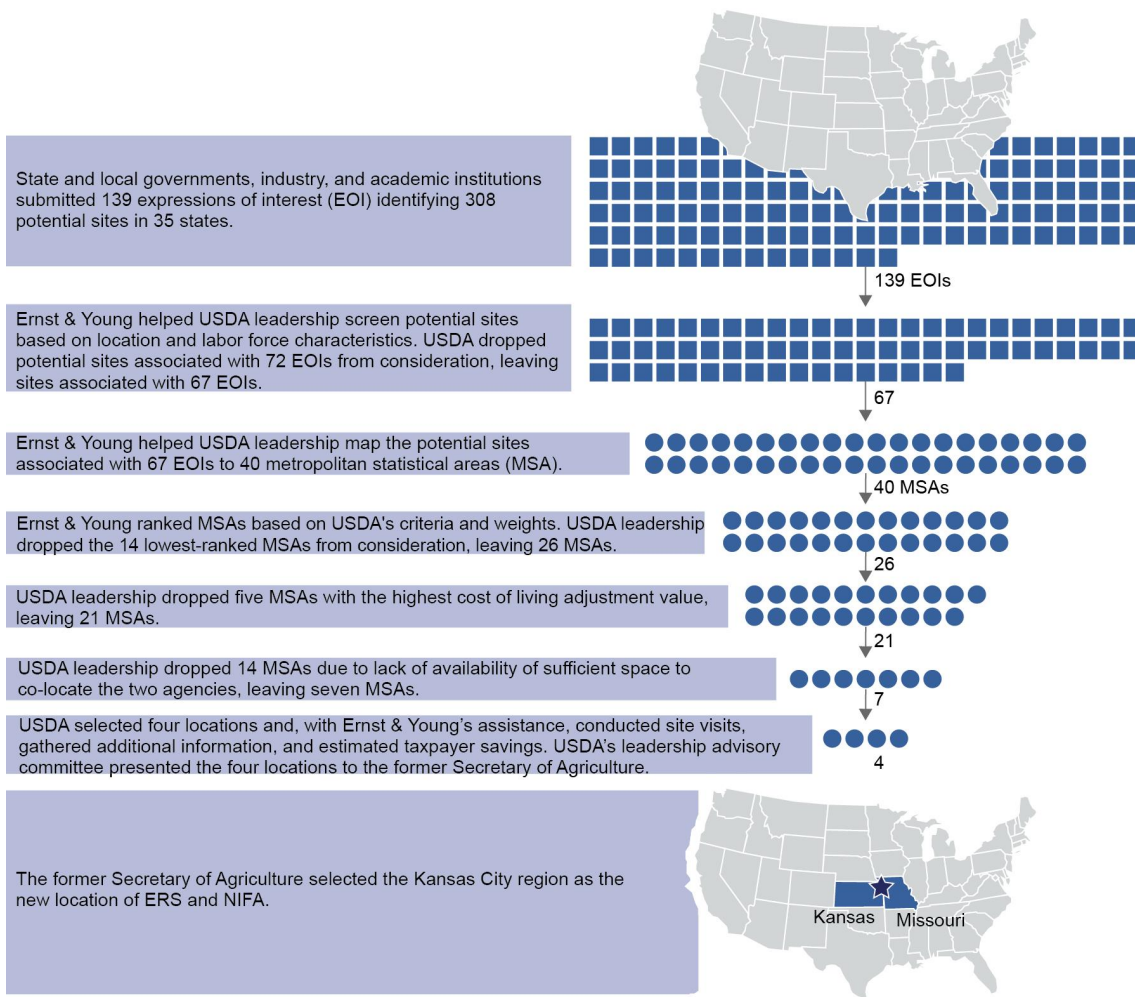 State and local governments, industry, and academic institutions
submitted 139 expressions of interest (EOI) identifying 308
potential sites in 35 states.
139 EOIs
Ernst & Young helped USDA leadership screen potential sites
based on location and labor force characteristics. USDA dropped
potential sites associated with 72 EOIs from consideration, leaving
sites associated with 67 EOIs.
67
Ernst & Young helped USDA leadership map the potential sites
associated with 67 EOIs to 40 metropolitan statistical areas (MSA).
40 MSAs
Ernst & Young ranked MSAs based on USDA's criteria and weights. USDA leadership
dropped the 14 lowest-ranked MSAs from consideration, leaving 26 MSAs.
26
USDA leadership dropped five MSAs with the highest cost of living adjustment value,
leaving 21 MSAs.
21
USDA leadership dropped 14 MSAs due to lack of availability of sufficient space to
co-locate the two agencies, leaving seven MSAs.
7
USDA selected four locations and, with Ernst & Young’s assistance, conducted site visits,
gathered additional information, and estimated taxpayer savings. USDA’s leadership advisory
committee presented the four locations to the former Secretary of Agriculture.
4
The former Secretary of Agriculture selected the Kansas City region as the
new location of ERS and NIFA.
Kansas
Missouri